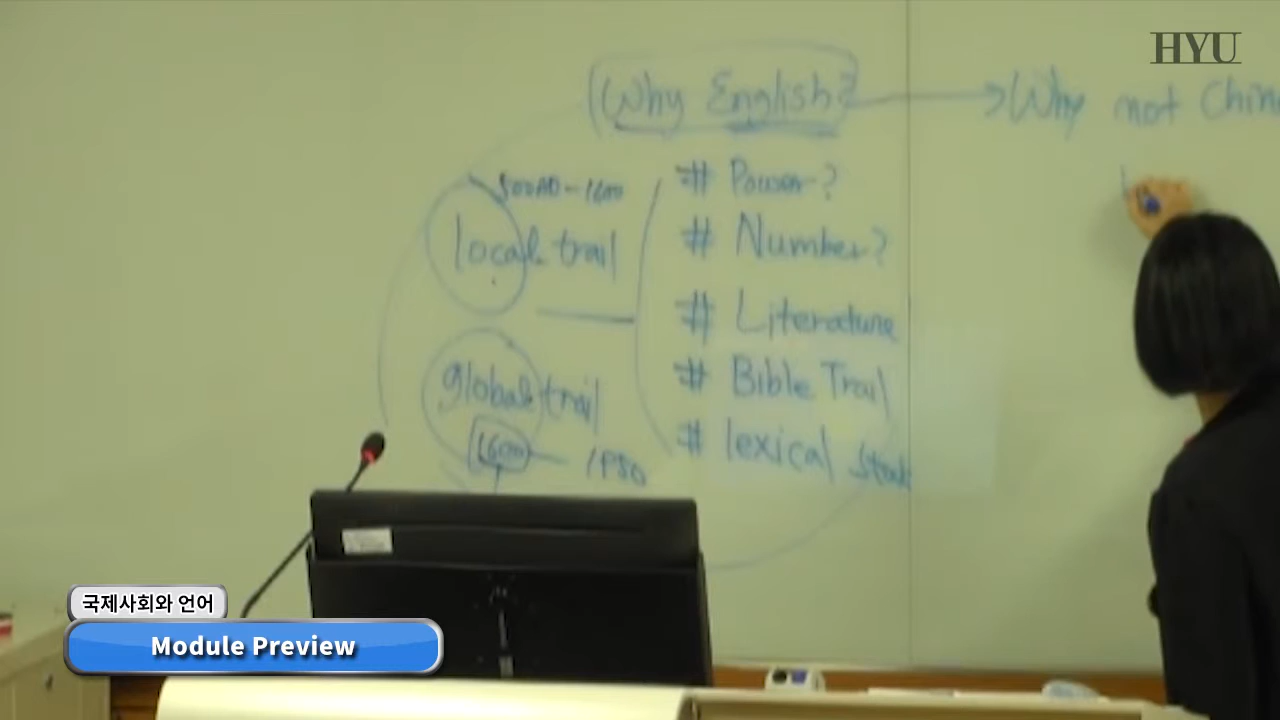 HYU
Why English? → Why not Chin
500AD-1600
local trail
# Power?
# Number?
# Literature
# Bible Trail
# lexical
global trail
1600 - 1950
국제사회와 언어
Module Preview